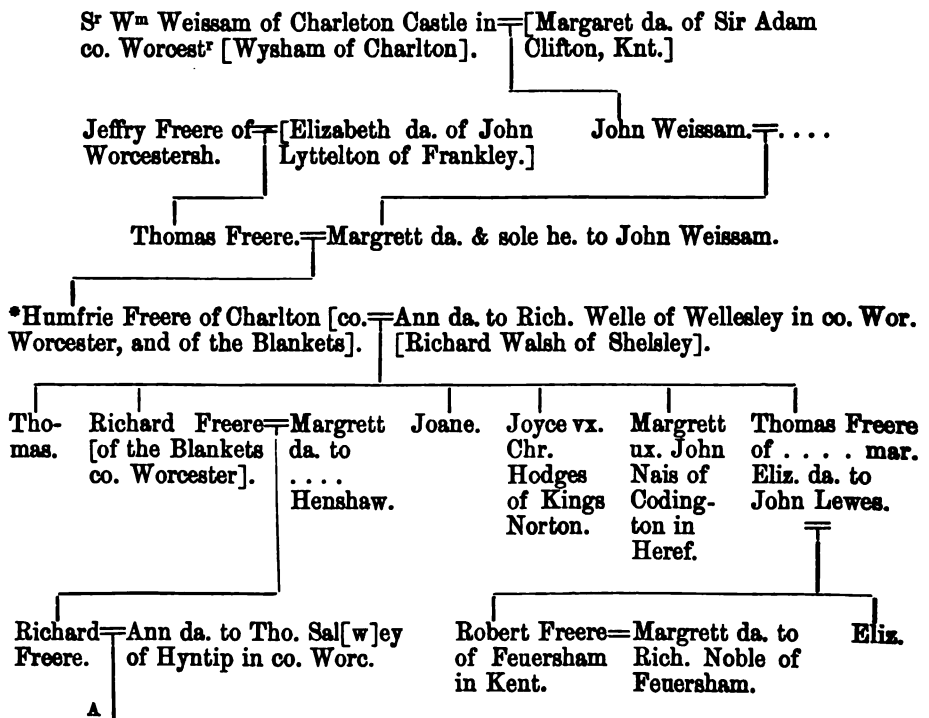 Sʳ Wᵐ Weissam of Charleton Castle in
co. Worcestʳ [Wysham of Charlton].
[Margaret da. of Sir Adam
Clifton, Knt.]
Jeffry Freere of
Worcestersh.
[Elizabeth da. of John
Lyttelton of Frankley.]
John Weissam.
. . . .
Thomas Freere.
Margrett da. & sole he. to John Weissam.
*Humfrie Freere of Charlton [co.
Worcester, and of the Blankets].
Ann da. to Rich. Welle of Wellesley in co. Wor.
[Richard Walsh of Shelsley].
Tho-
mas.
Richard Freere
[of the Blankets
co. Worcester].
Margrett
da. to
. . . .
Henshaw.
Joane.
Joyce vx.
Chr.
Hodges
of Kings
Norton.
Margrett
ux. John
Nais of
Coding-
ton in
Heref.
Thomas Freere
of . . . . mar.
Eliz. da. to
John Lewes.
Richard
Freere.
Ann da. to Tho. Sal[w]ey
of Hyntip in co. Worc.
Robert Freere
of Feuersham
in Kent.
Margrett da. to
Rich. Noble of
Feuersham.
Eliz.
A